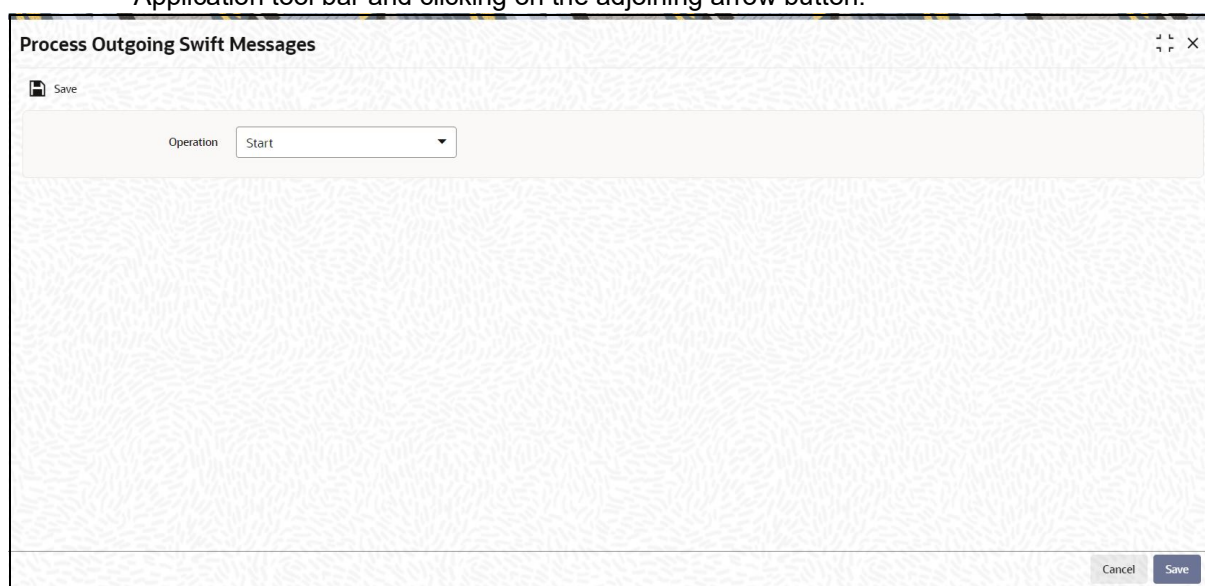 Application tool bar and clicking on the adjoining arrow button.
Process Outgoing Swift Messages
Save
Operation Start
Cancel Save